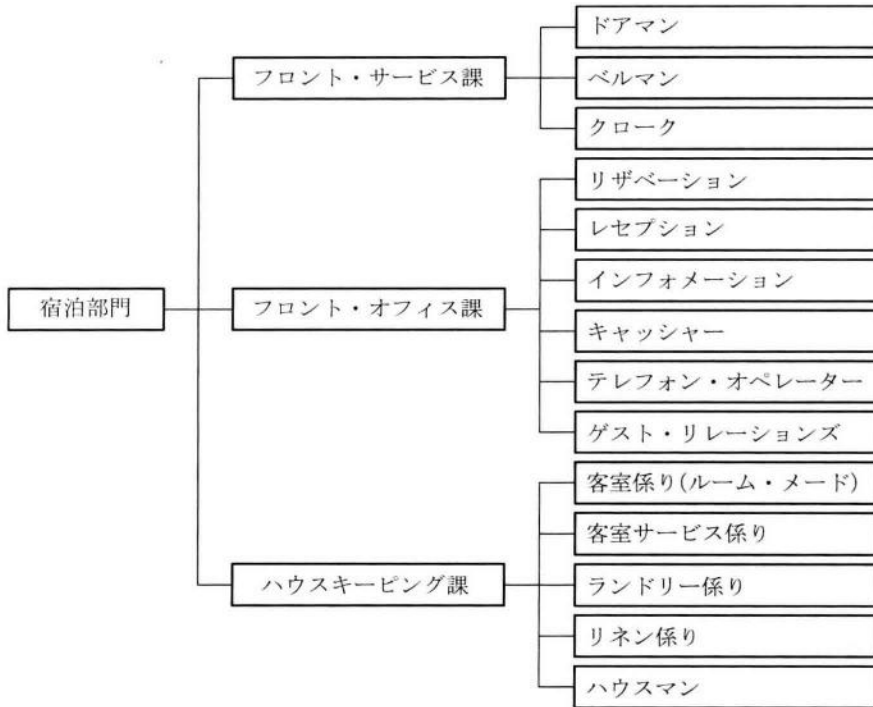 宿泊部門
フロント・サービス課
ドアマン
ベルマン
クローク
フロント・オフィス課
リザベーション
レセプション
インフォメーション
キャッシャー
テレフォン・オペレーター
ゲスト・リレーションズ
ハウスキーピング課
客室係り(ルーム・メード)
客室サービス係り
ランドリー係り
リネン係り
ハウスマン